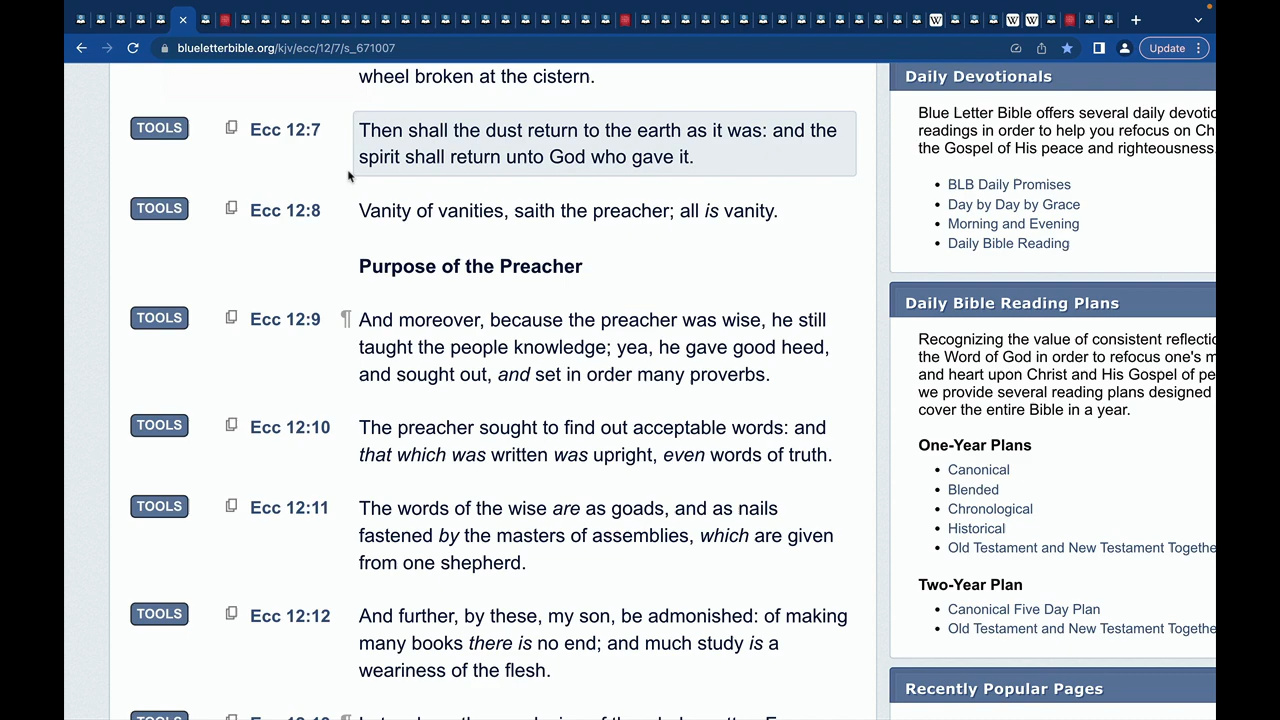 blueletterbible.org/kjv/ecc/12/7/s_671007
Update
wheel broken at the cistern.
TOOLS
Ecc 12:7
Then shall the dust return to the earth as it was: and the
spirit shall return unto God who gave it.
TOOLS
Ecc 12:8
Vanity of vanities, saith the preacher; all is vanity.
Purpose of the Preacher
TOOLS
Ecc 12:9
¶ And moreover, because the preacher was wise, he still
taught the people knowledge; yea, he gave good heed,
and sought out, and set in order many proverbs.
TOOLS
Ecc 12:10
The preacher sought to find out acceptable words: and
that which was written was upright, even words of truth.
TOOLS
Ecc 12:11
The words of the wise are as goads, and as nails
fastened by the masters of assemblies, which are given
from one shepherd.
TOOLS
Ecc 12:12
And further, by these, my son, be admonished: of making
many books there is no end; and much study is a
weariness of the flesh.
Daily Devotionals
Blue Letter Bible offers several daily
readings in order to help you refocus on
the Gospel of His peace and righteousness.
BLB Daily Promises
Day by Day by Grace
Morning and Evening
Daily Bible Reading
Daily Bible Reading Plans
Recognizing the value of consistent
the Word of God in order to refocus one's
and heart upon Christ and His Gospel of
we provide several reading plans designed
cover the entire Bible in a year.
One-Year Plans
Canonical
Blended
Chronological
Historical
Old Testament and New Testament
Two-Year Plan
Canonical Five Day Plan
Old Testament and New Testament
Recently Popular Pages